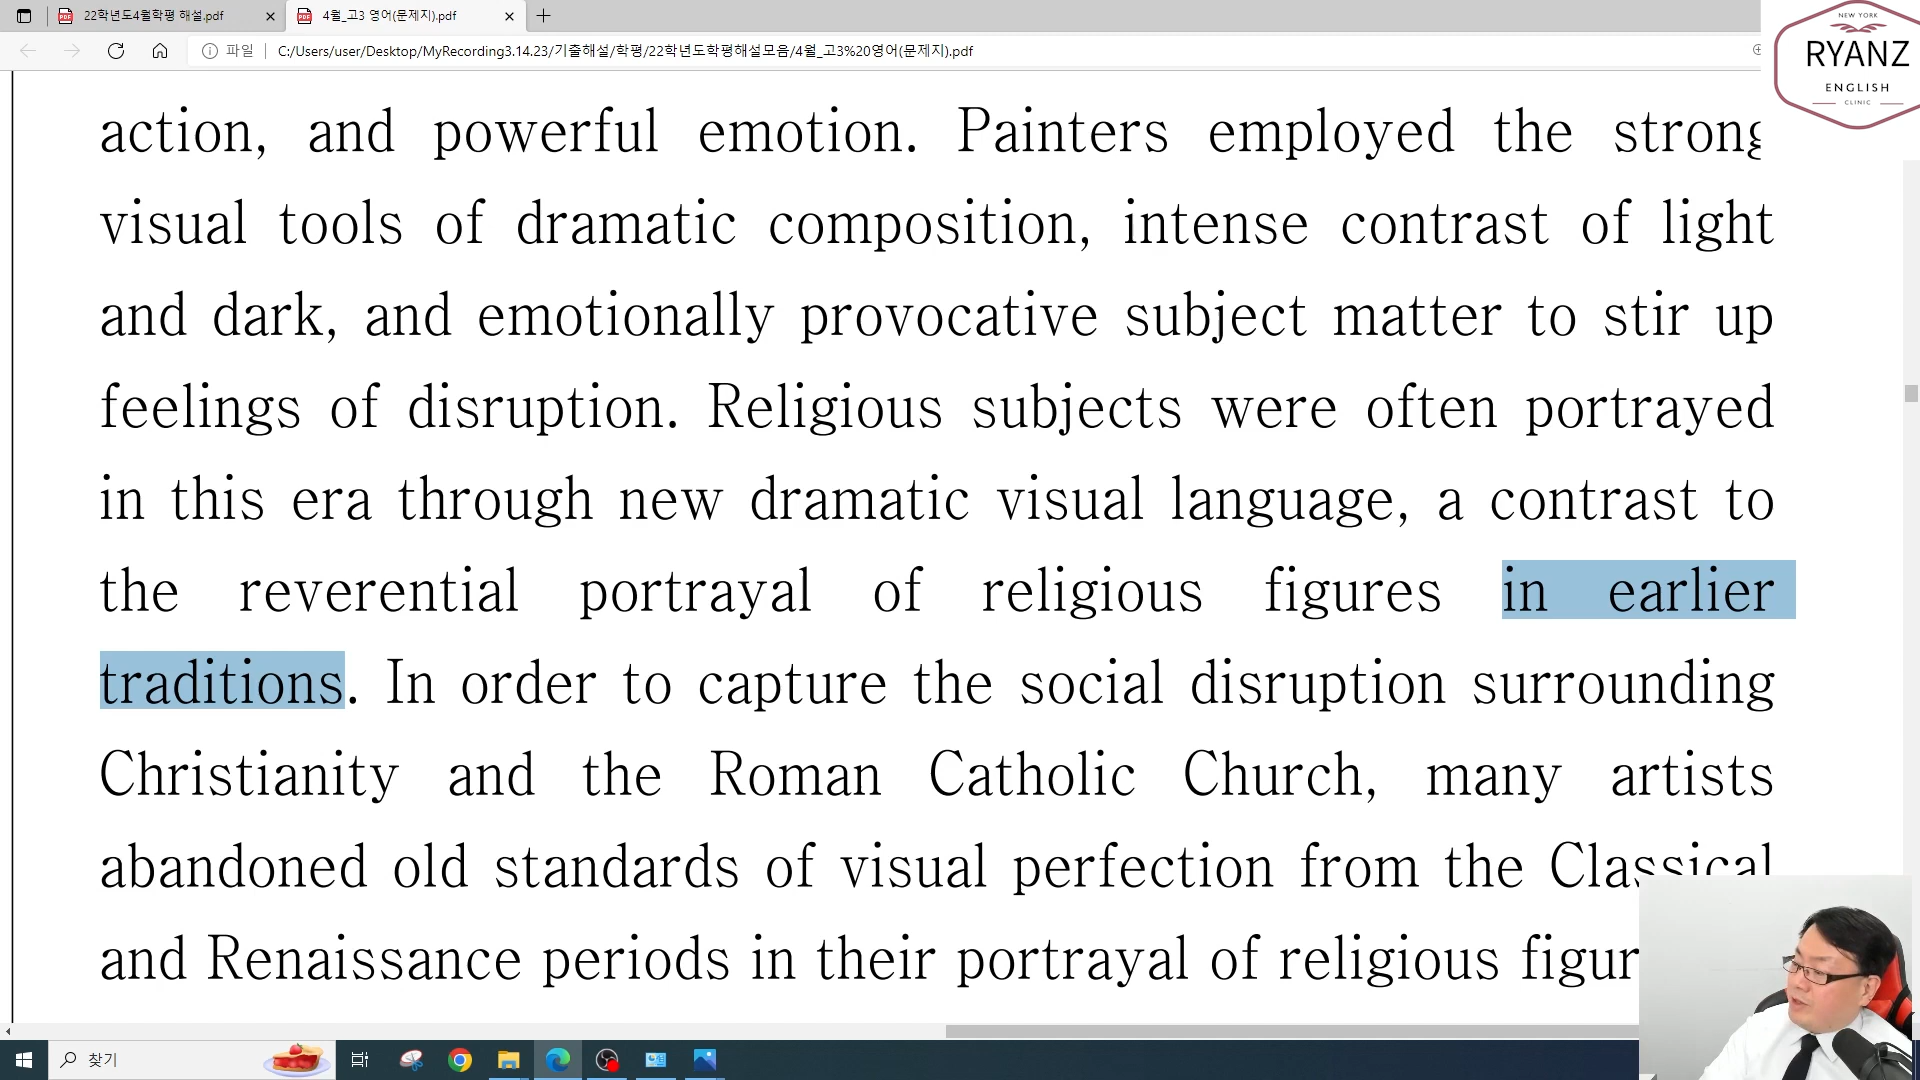 22학년도4월학평 해설.pdf
4월_고3 영어(문제지).pdf
파일
C:/Users/user/Desktop/MyRecording3.14.23/기출해설/학평/22학년도학평해설모음/4월_고3%20영어(문제지).pdf
NEW YORK
RYANZ
ENGLISH
CLINIC
action, and powerful emotion. Painters employed the strong
visual tools of dramatic composition, intense contrast of light
and dark, and emotionally provocative subject matter to stir up
feelings of disruption. Religious subjects were often portrayed
in this era through new dramatic visual language, a contrast to
the reverential portrayal of religious figures in earlier
traditions. In order to capture the social disruption surrounding
Christianity and the Roman Catholic Church, many artists
abandoned old standards of visual perfection from the Classical
and Renaissance periods in their portrayal of religious figur
찾기